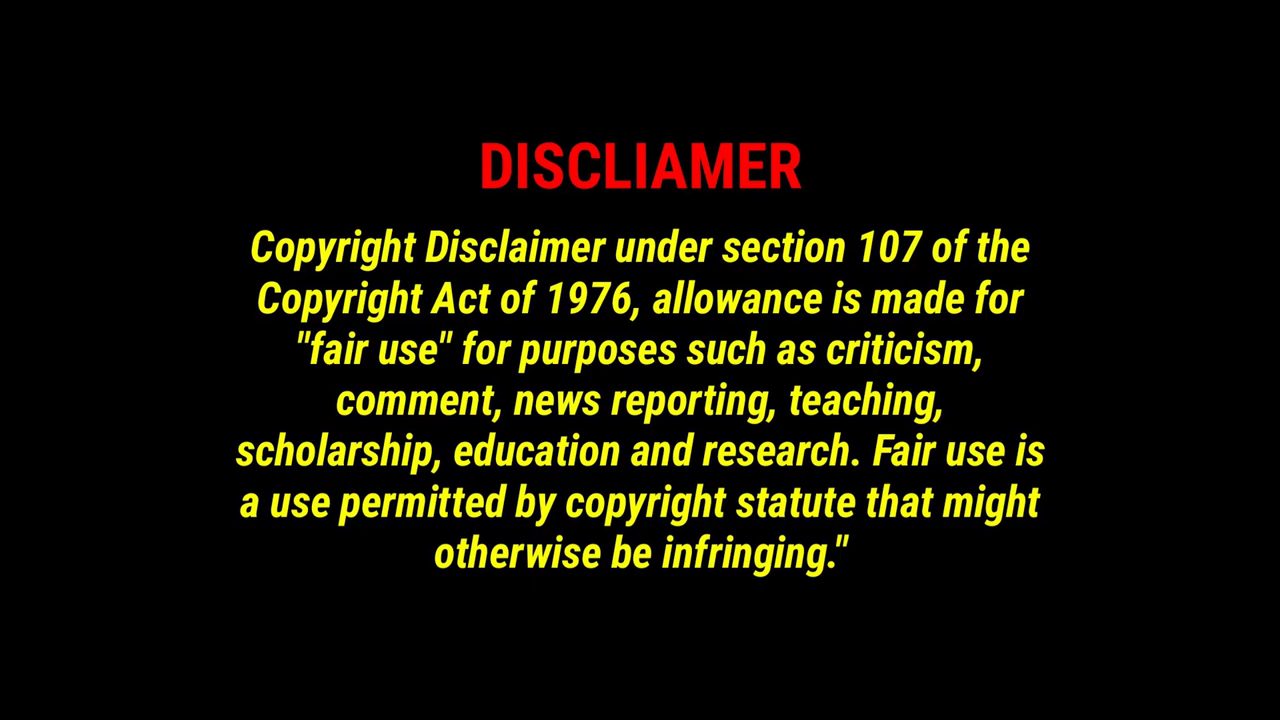 DISCLIAMER
Copyright Disclaimer under section 107 of the
Copyright Act of 1976, allowance is made for
"fair use" for purposes such as criticism,
comment, news reporting, teaching,
scholarship, education and research. Fair use is
a use permitted by copyright statute that might
otherwise be infringing."